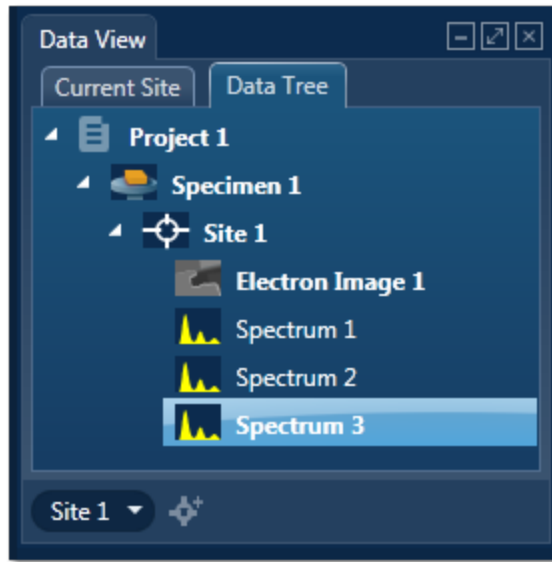 Data View
Current Site Data Tree
Project 1
Specimen 1
Site 1
Electron Image 1
Spectrum 1
Spectrum 2
Spectrum 3
Site 1